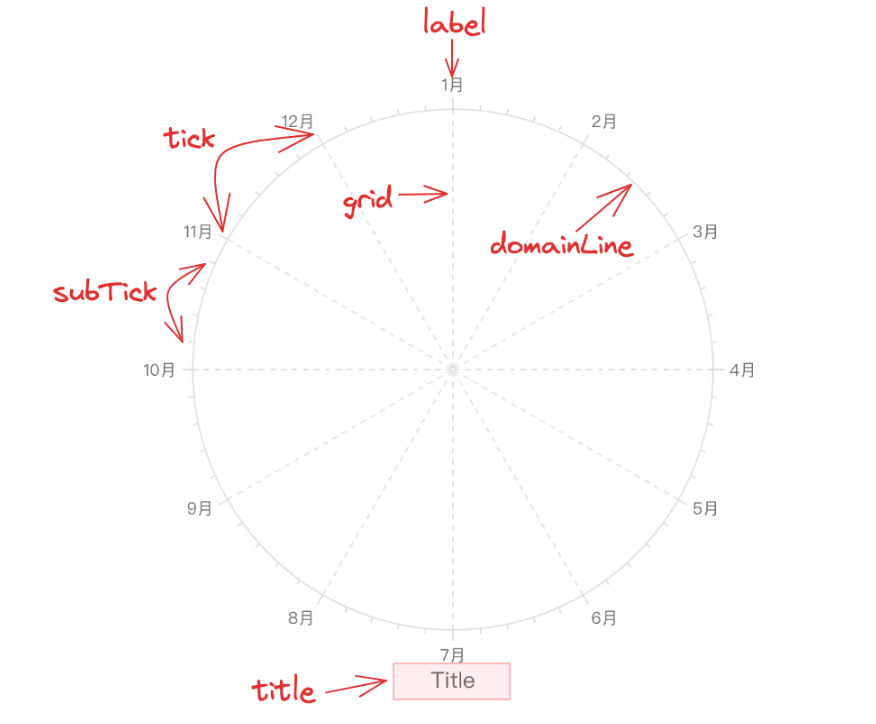 label
1月
12月
2月
tick
grid
11月
3月
domainLine
subTick
10月
4月
9月
5月
8月
6月
7月
Title
title